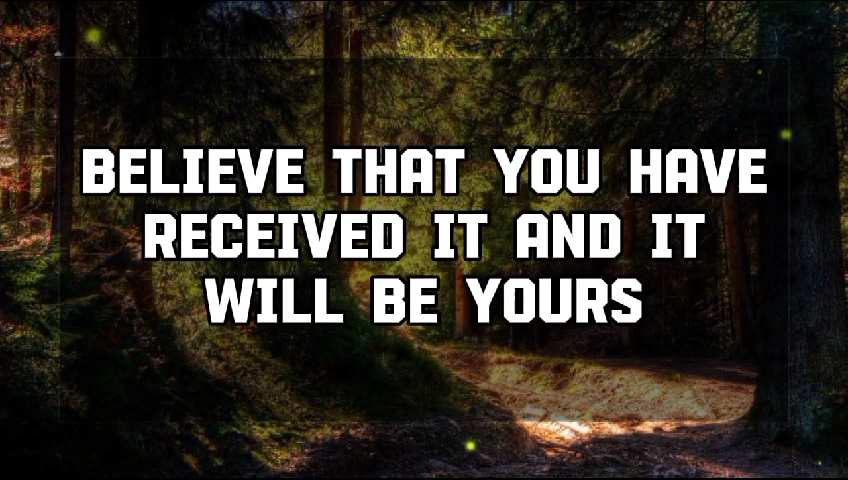 BELIEVE THAT YOU HAVE
RECEIVED IT AND IT
WILL BE YOURS